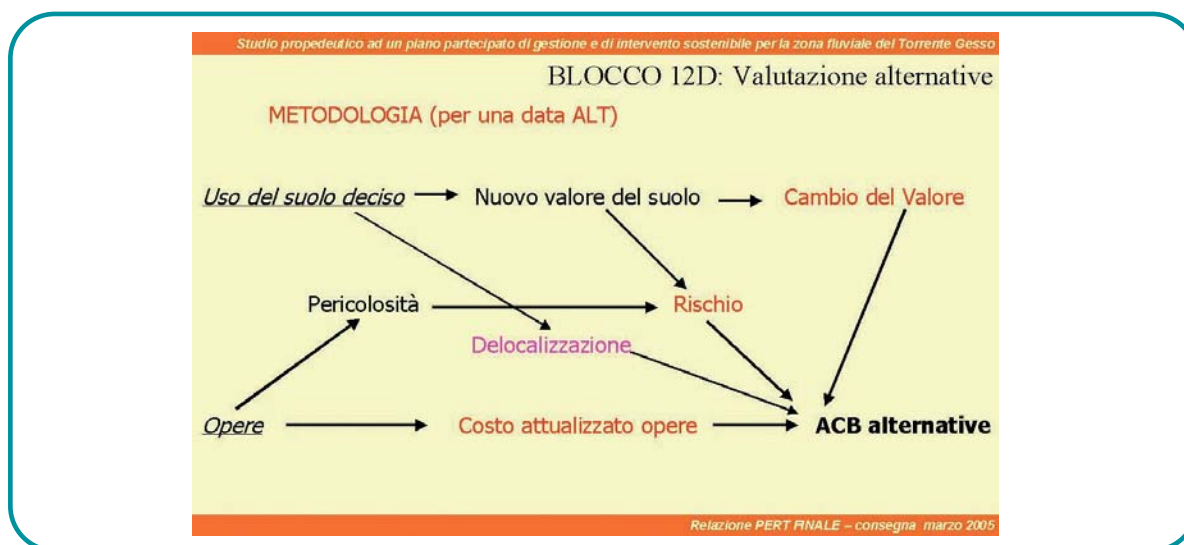 Studio propedeutico ad un piano partecipato di gestione e di intervento sostenibile per la zona fluviale del Torrente Gesso
BLOCCO 12D: Valutazione alternative
METODOLOGIA (per una data ALT)
Uso del suolo deciso
Nuovo valore del suolo
Cambio del Valore
Pericolosità
Rischio
Delocalizzazione
Opere
Costo attualizzato opere
ACB alternative
Relazione PERT FINALE – consegna marzo 2005